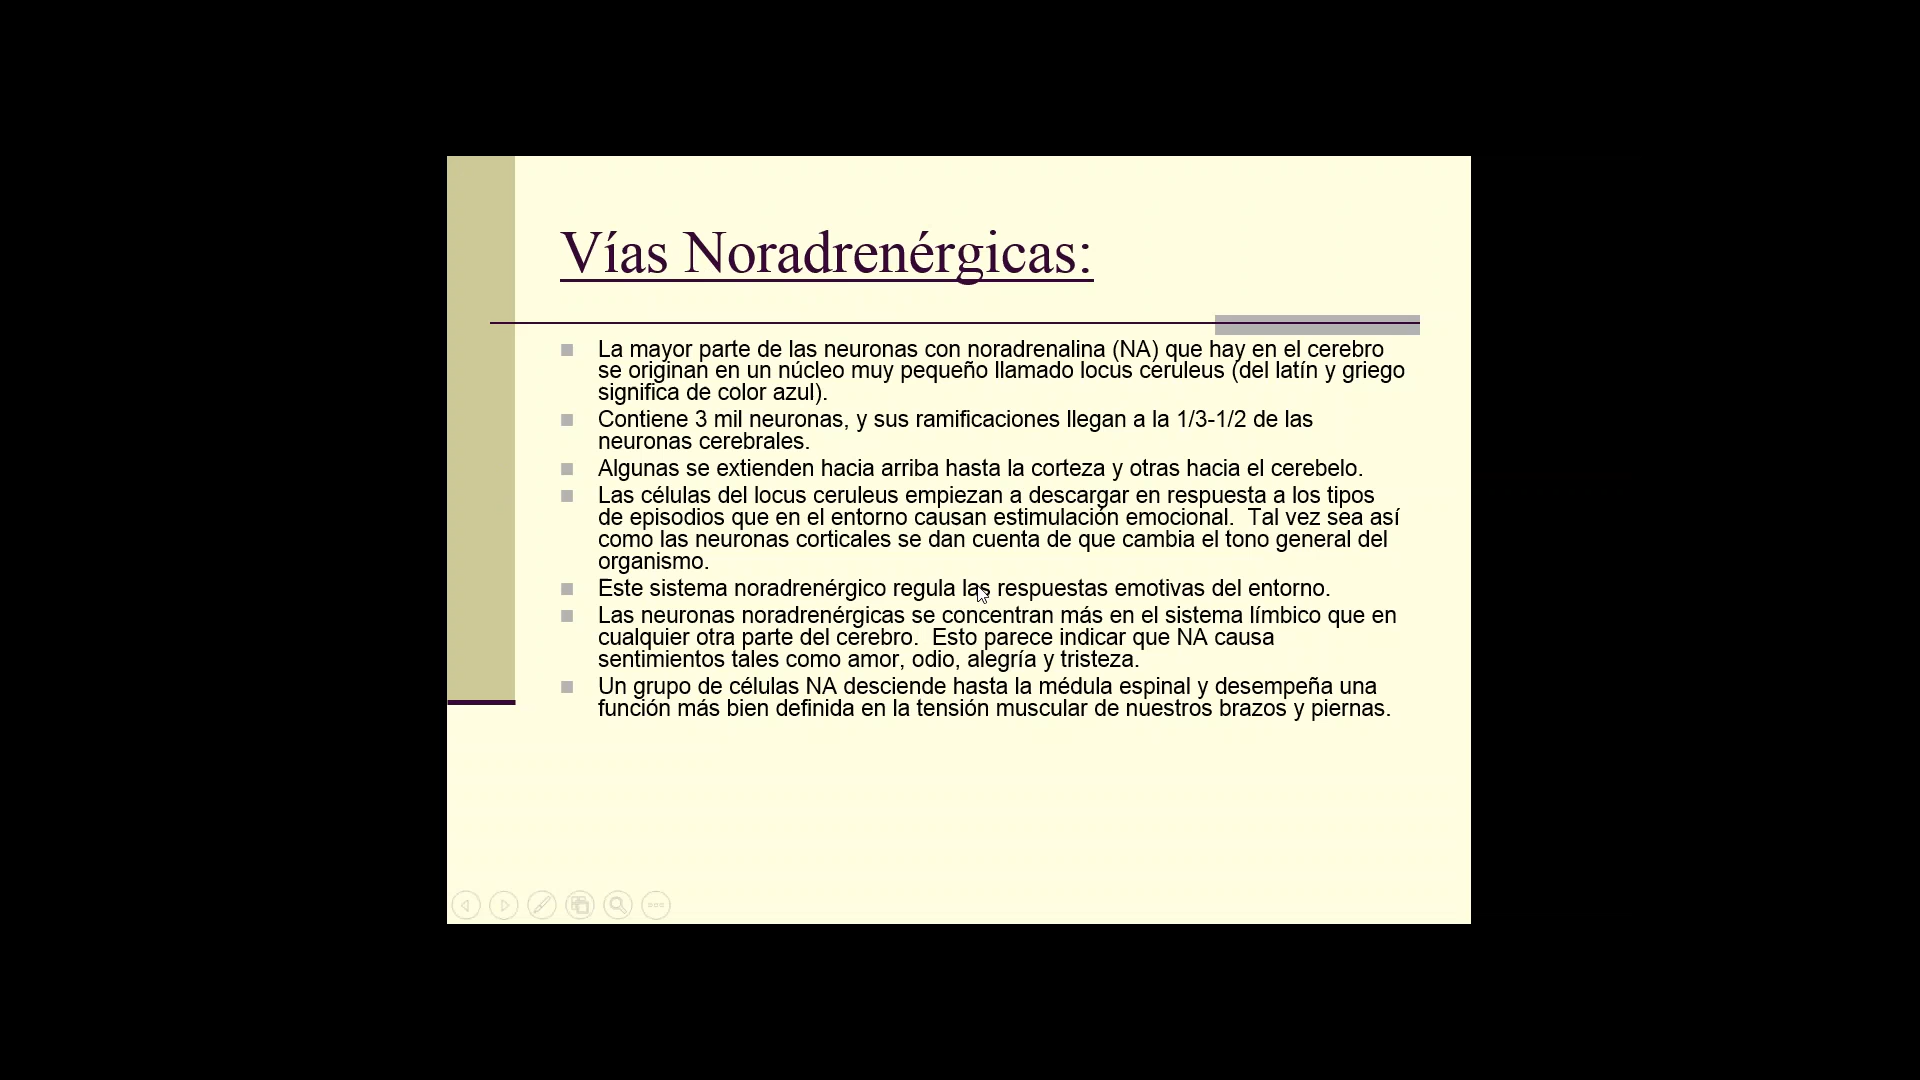 Vías Noradrenérgicas:
La mayor parte de las neuronas con noradrenalina (NA) que hay en el cerebro
se originan en un núcleo muy pequeño llamado locus ceruleus (del latín y griego
significa de color azul).
Contiene 3 mil neuronas, y sus ramificaciones llegan a la 1/3-1/2 de las
neuronas cerebrales.
Algunas se extienden hacia arriba hasta la corteza y otras hacia el cerebelo.
Las células del locus ceruleus empiezan a descargar en respuesta a los tipos
de episodios que en el entorno causan estimulación emocional.  Tal vez sea así
como las neuronas corticales se dan cuenta de que cambia el tono general del
organismo.
Este sistema noradrenérgico regula las respuestas emotivas del entorno.
Las neuronas noradrenérgicas se concentran más en el sistema límbico que en
cualquier otra parte del cerebro.  Esto parece indicar que NA causa
sentimientos tales como amor, odio, alegría y tristeza.
Un grupo de células NA desciende hasta la médula espinal y desempeña una
función más bien definida en la tensión muscular de nuestros brazos y piernas.